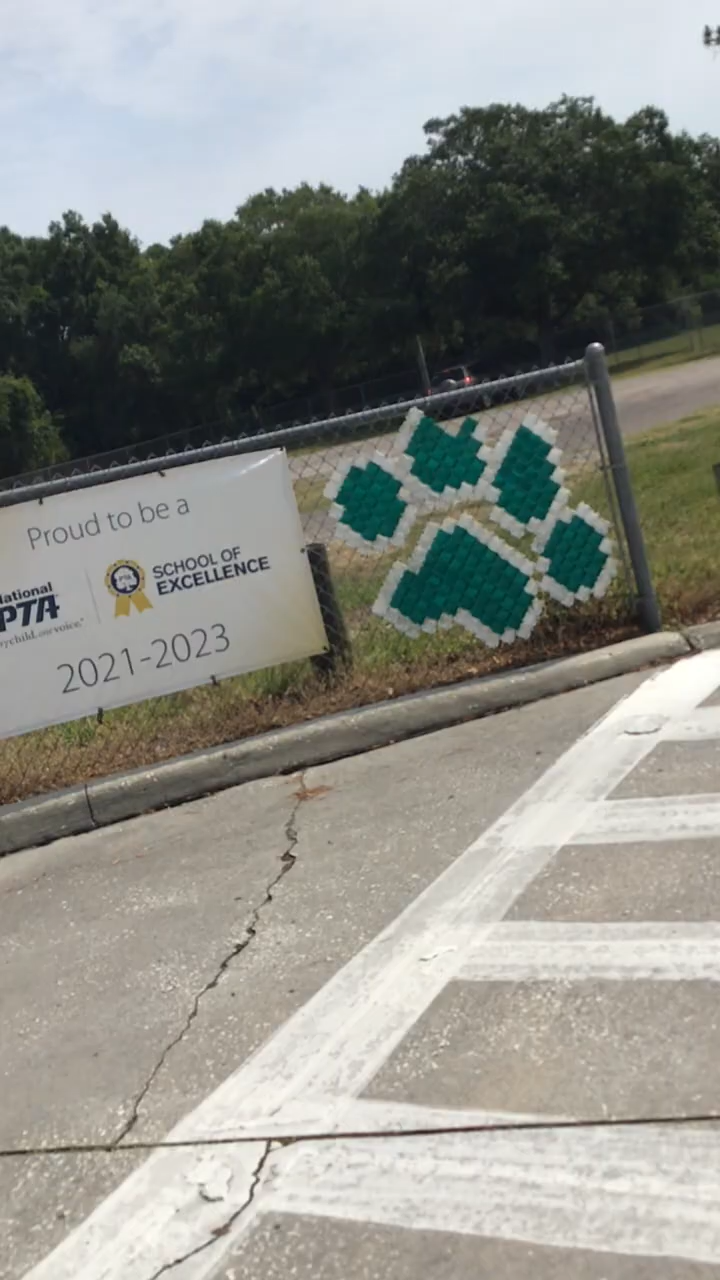 Proud to be a
National
PTA
SCHOOL OF
EXCELLENCE
2021-2023